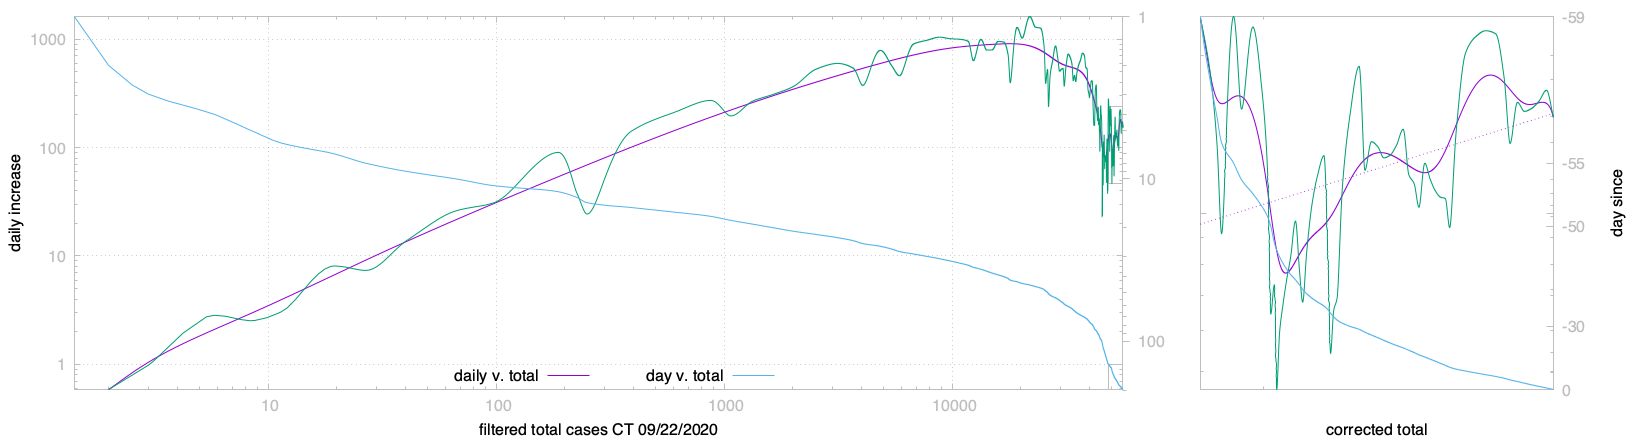 1000
100
10
1
daily increase
10
100
1000
10000
filtered total cases CT 09/22/2020
daily v. total
day v. total
1
10
100
-59
-55
-50
-30
0
day since
corrected total